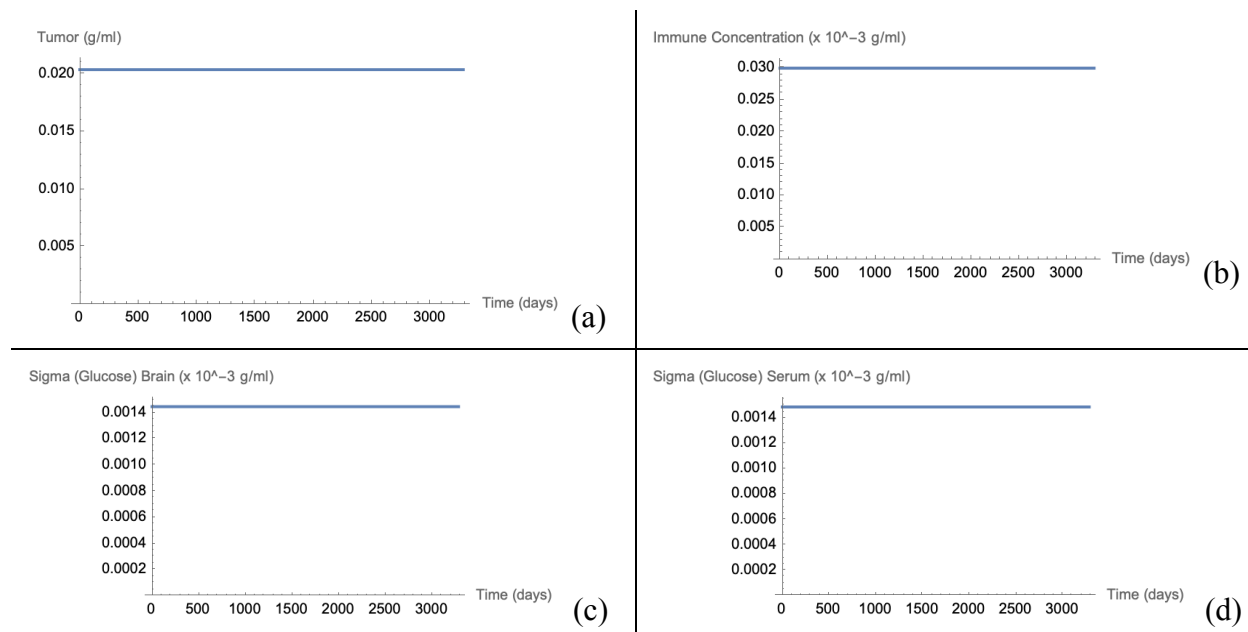 Tumor (g/ml)
0.020
0.015
0.010
0.005
0 500 1000 1500 2000 2500 3000
Time (days)
(a)
Immune Concentration (x 10^−3 g/ml)
0.030
0.025
0.020
0.015
0.010
0.005
0 500 1000 1500 2000 2500 3000
Time (days)
(b)
Sigma (Glucose) Brain (x 10^−3 g/ml)
0.0014
0.0012
0.0010
0.0008
0.0006
0.0004
0.0002
0 500 1000 1500 2000 2500 3000
Time (days)
(c)
Sigma (Glucose) Serum (x 10^−3 g/ml)
0.0014
0.0012
0.0010
0.0008
0.0006
0.0004
0.0002
0 500 1000 1500 2000 2500 3000
Time (days)
(d)